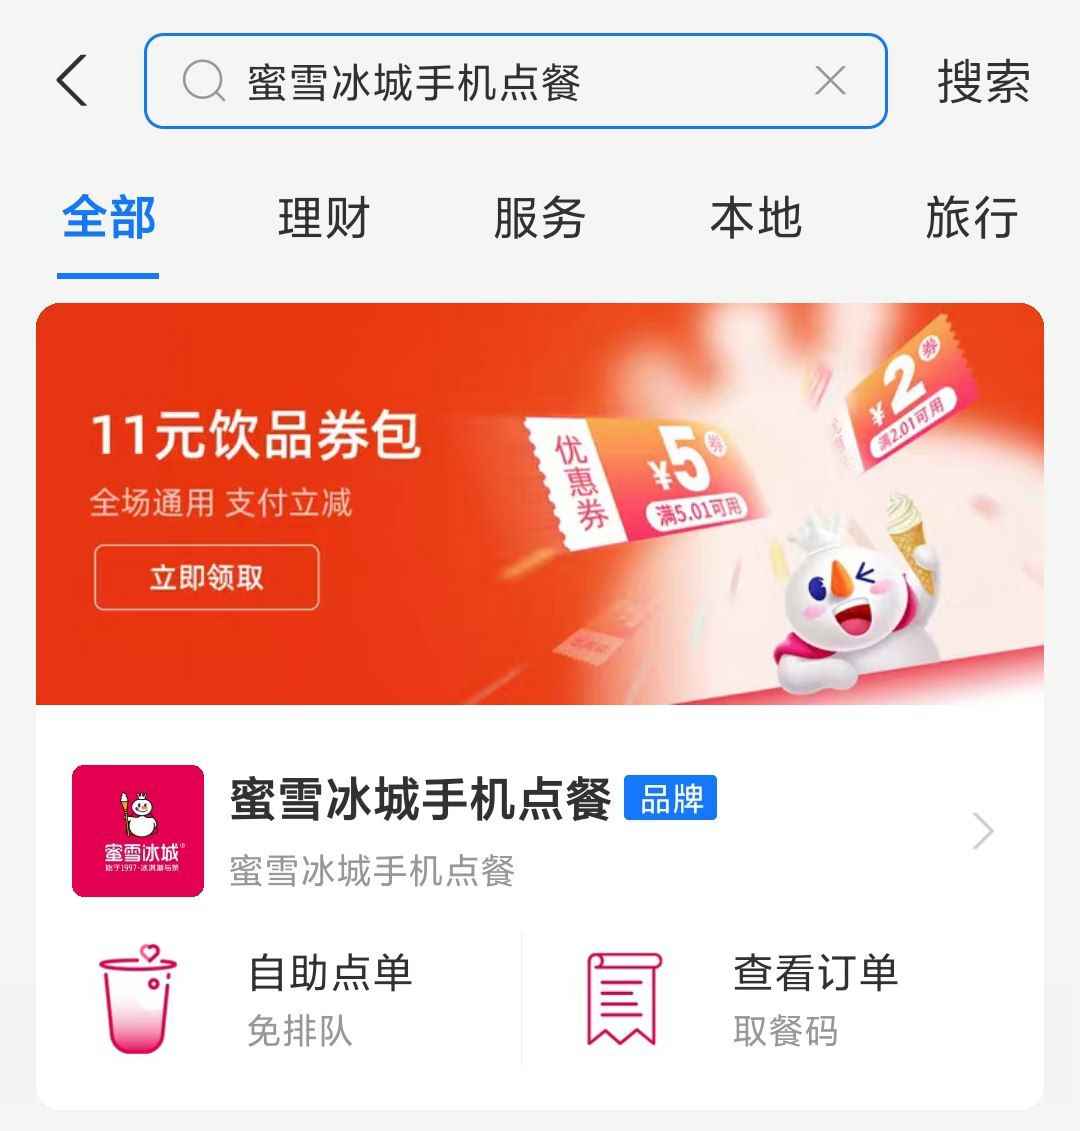 蜜雪冰城手机点餐
搜索
全部 理财 服务 本地 旅行
11元饮品券包
全场通用 支付立减
立即领取
优惠券
¥5券
满5.01可用
¥2券
满2.01可用
蜜雪冰城手机点餐 品牌
蜜雪冰城手机点餐
蜜雪冰城®
始于1997·冰淇淋与茶
自助点单
免排队
查看订单
取餐码